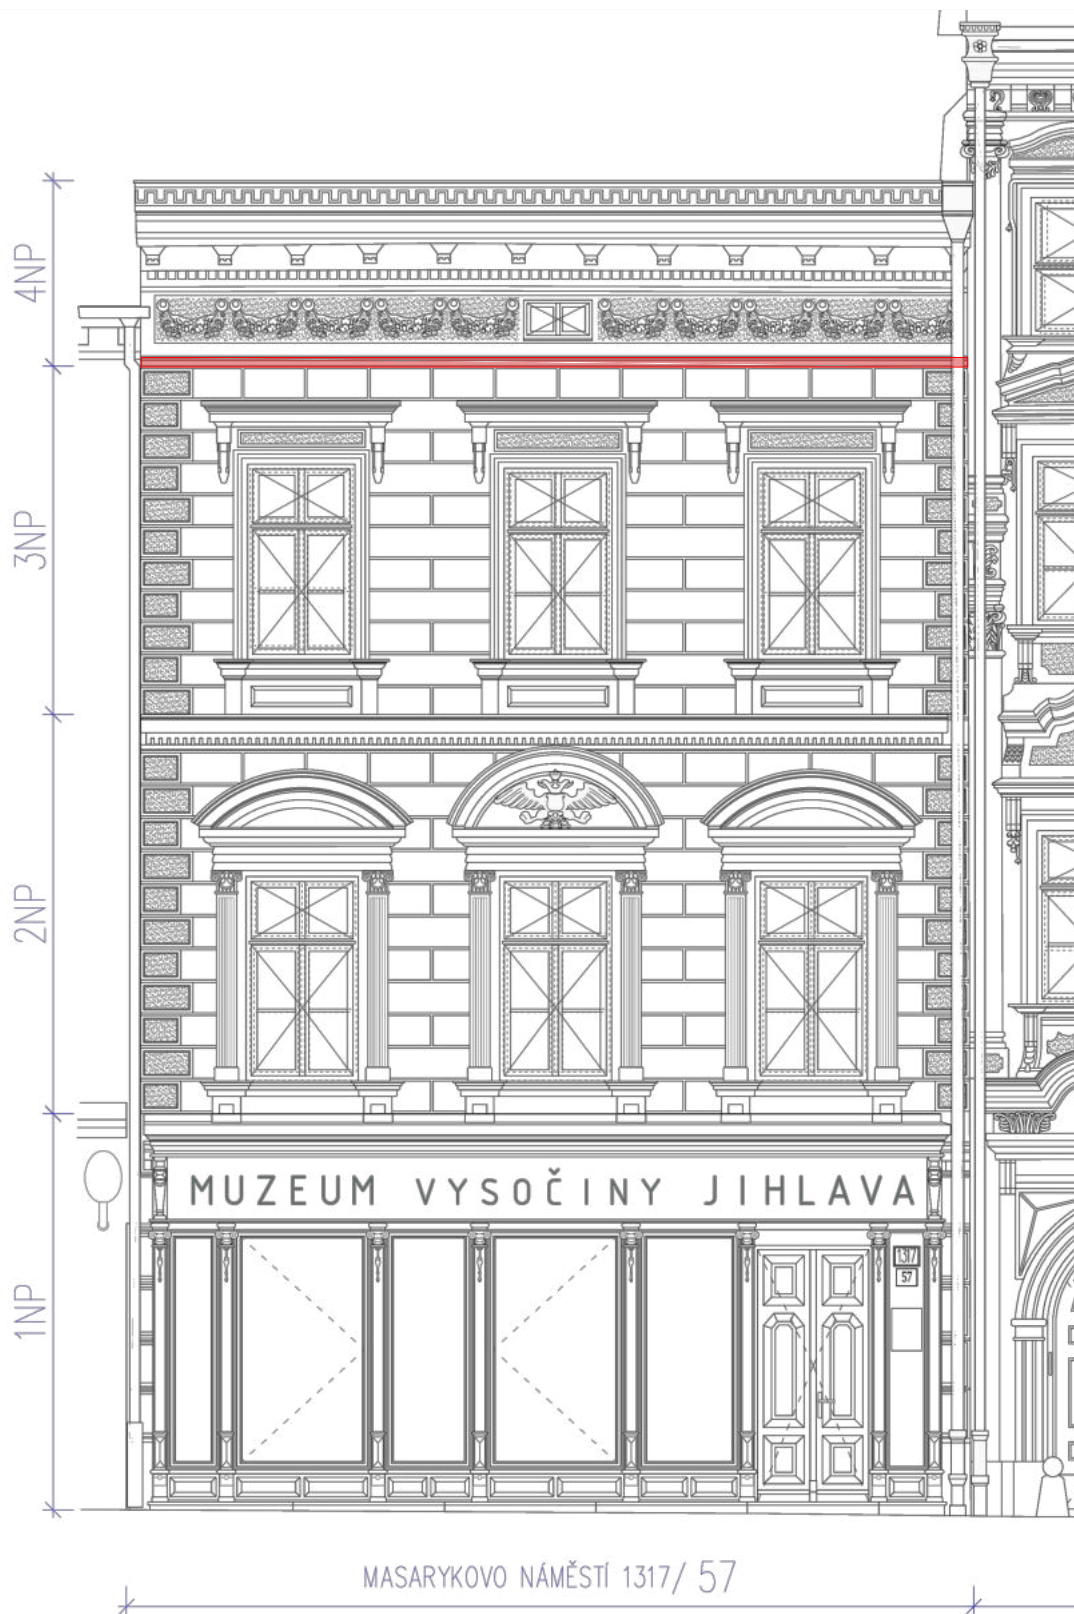 4NP
3NP
2NP
MUZEUM VYSOČINY JIHLAVA
1317
57
1NP
MASARYKOVO NÁMĚSTÍ 1317/ 57